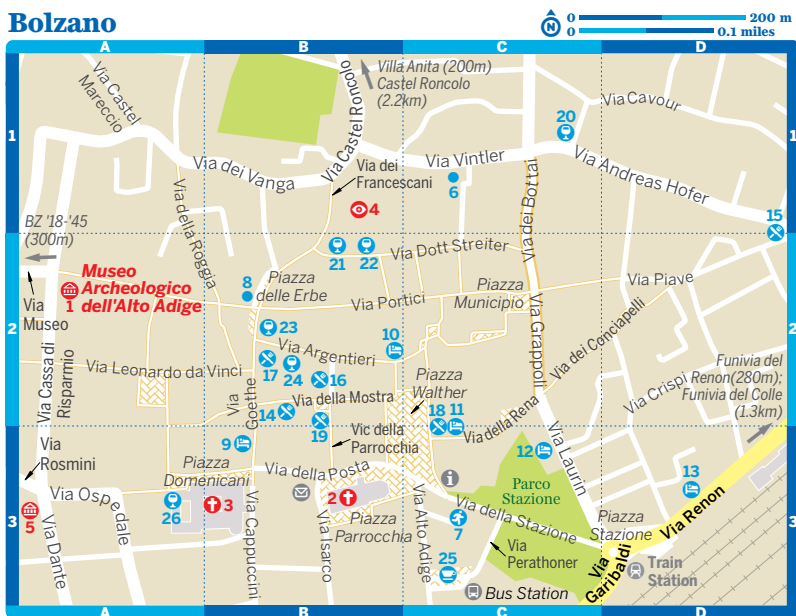 Bolzano
N
0 200 m
0 0.1 miles
A B C D
1
2
3
Via Castel
Mareccio
Villa Anita (200m)
Castel Roncolo
(2.2km)
Via Castel Roncolo
Via Cavour
20
Via dei Vanga
Via dei
Francescani
Via Vintler
6
Via Andreas Hofer
4
15
BZ '18-'45
(300m)
Via della Roggia
21
22
Via Dott Streiter
Via dei Bottai
Museo
Archeologico
dell'Alto Adige
1
8
Piazza
delle Erbe
Piazza
Municipio
Via Piave
Via
Museo
Via Portici
23
10
Via Argentieri
Via Grappoli
Via dei Conciapelli
Via Cassa di
Risparmio
Via Leonardo da Vinci
17
24
16
Piazza
Walther
Funivia del
Renon(280m);
Funivia del Colle
(1.3km)
Via Crispi
Via
Goethe
14
Via della Mostra
19
18
11
Via della Rena
9
Vic della
Parrocchia
12
Via Laurin
Via
Rosmini
Piazza
Domenicani
Via della Posta
i
Parco
Stazione
13
Via Ospedale
26
3
2
5
Via Dante
Via Cappuccini
Via Isarco
Piazza
Parrocchia
Via Alto Adige
7
Via della Stazione
Piazza
Stazione
Via Renon
25
Via
Perathoner
Via
Garibaldi
Train
Station
Bus Station
A B C D
1
2
3